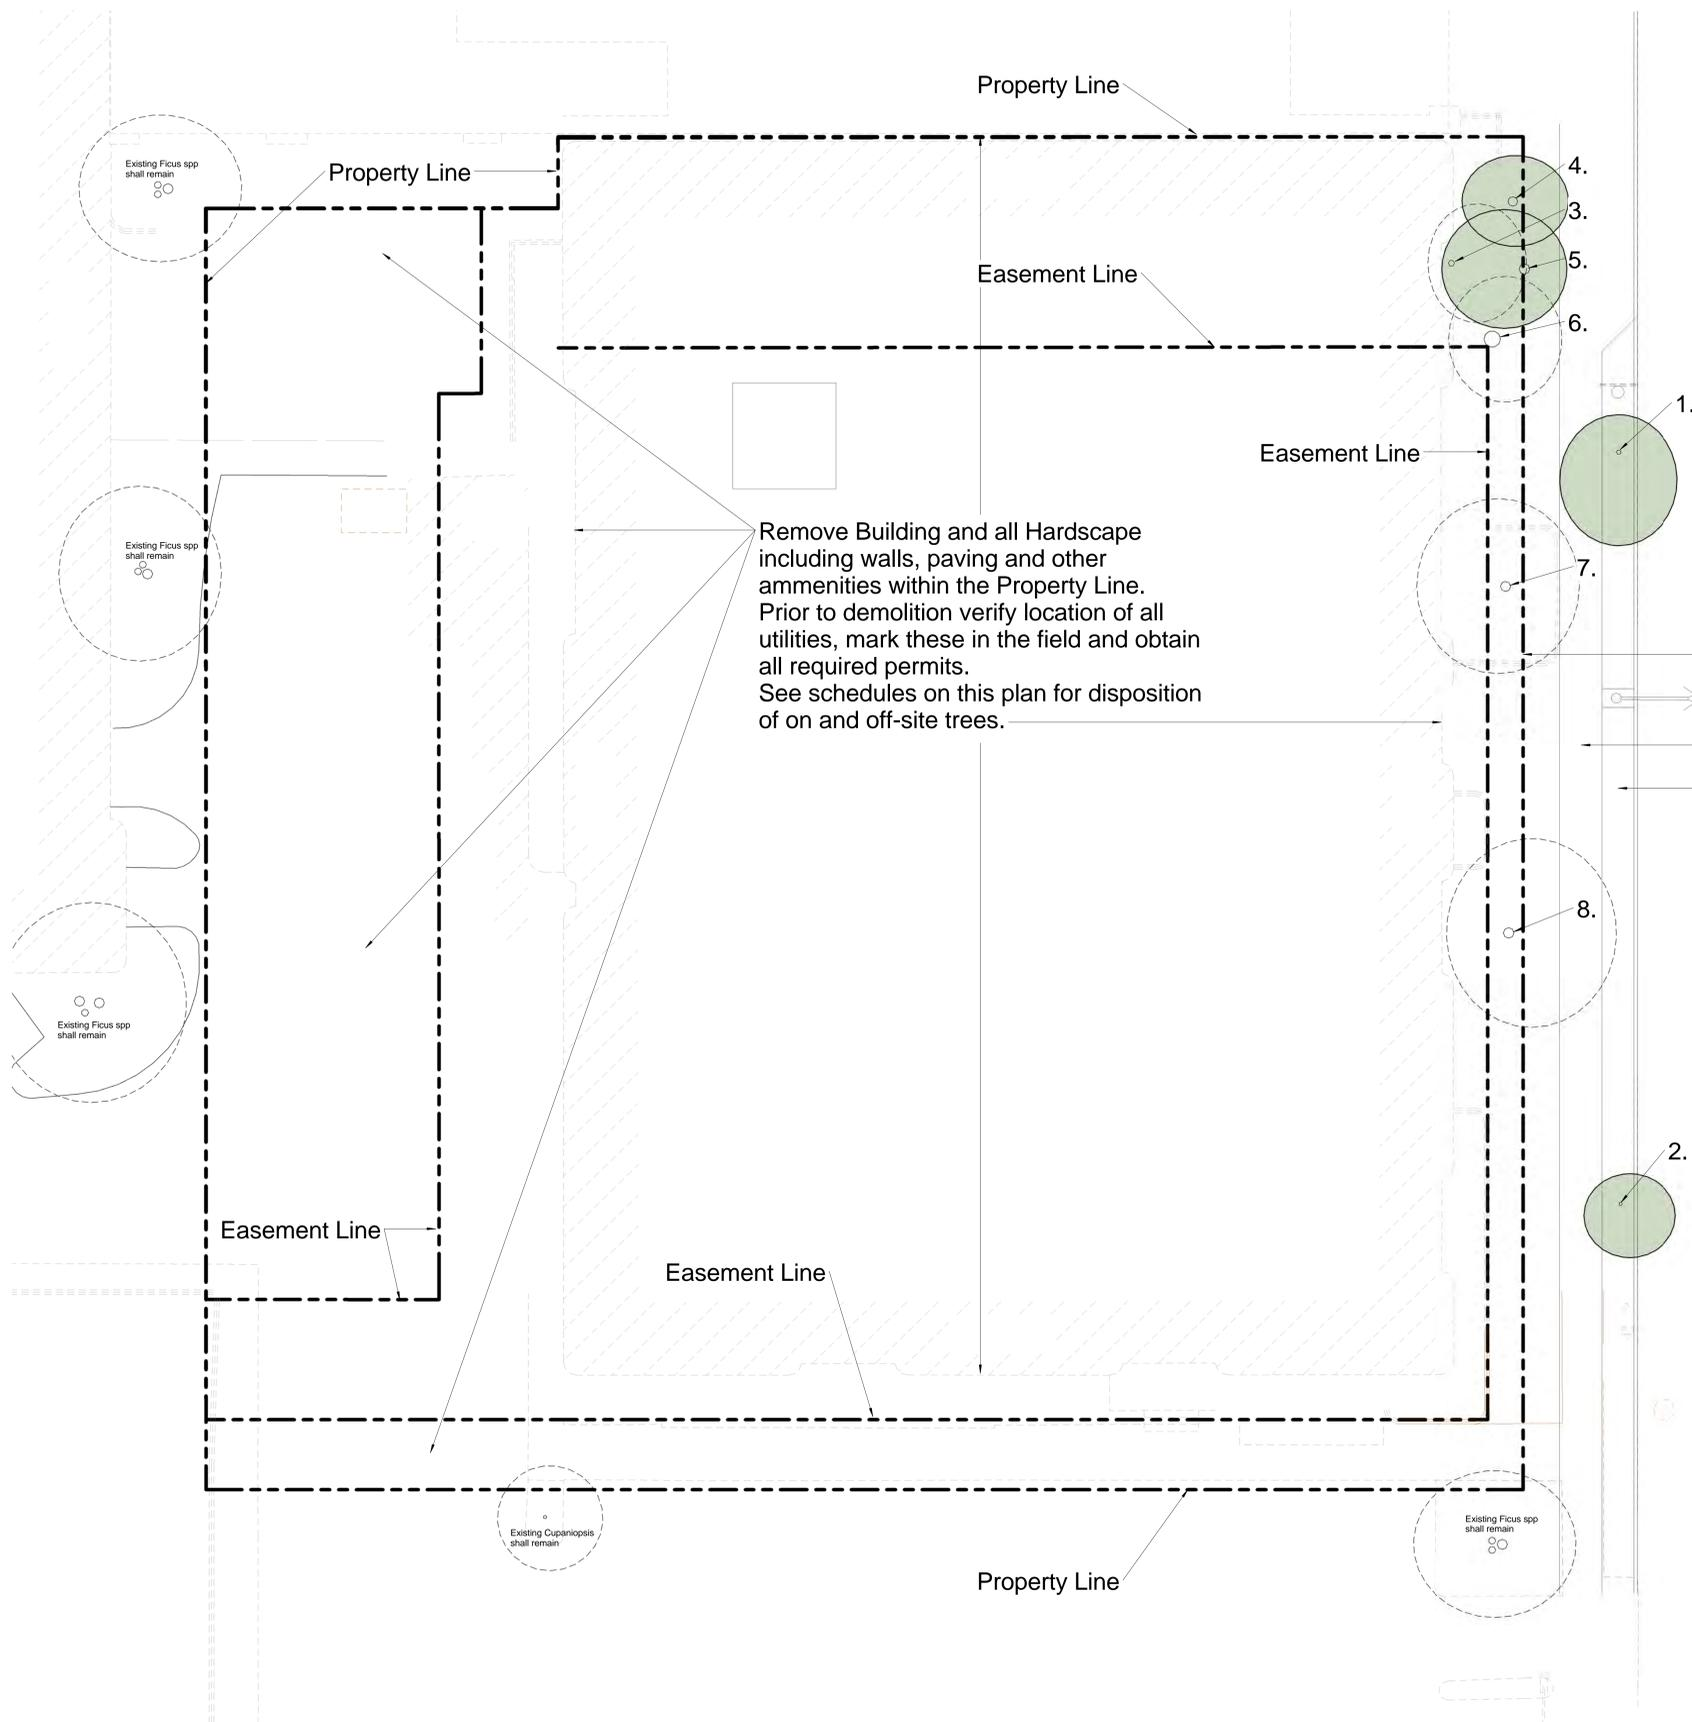 Property Line
Existing Ficus spp
shall remain
Property Line
4.
3.
5.
Easement Line
6.
1.
Easement Line
Remove Building and all Hardscape
including walls, paving and other
ammenities within the Property Line.
Prior to demolition verify location of all
utilities, mark these in the field and obtain
all required permits.
See schedules on this plan for disposition
of on and off-site trees.
Existing Ficus spp
shall remain
7.
8.
Existing Ficus spp
shall remain
2.
Easement Line
Easement Line
Existing Cupaniopsis
shall remain
Existing Ficus spp
shall remain
Property Line